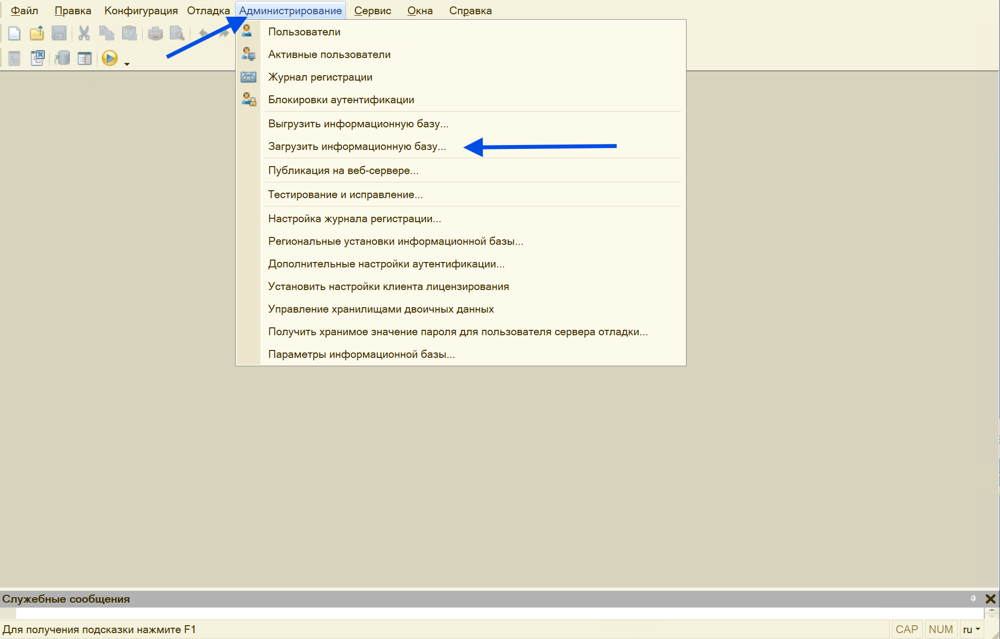 Файл Правка Конфигурация Отладка Администрирование Сервис Окна Справка
Пользователи
Активные пользователи
Журнал регистрации
Блокировки аутентификации
Выгрузить информационную базу...
Загрузить информационную базу...
Публикация на веб-сервере...
Тестирование и исправление...
Настройка журнала регистрации...
Региональные установки информационной базы...
Дополнительные настройки аутентификации...
Установить настройки клиента лицензирования
Управление хранилищами двоичных данных
Получить хранимое значение пароля для пользователя сервера отладки...
Параметры информационной базы...
Служебные сообщения
Для получения подсказки нажмите F1 CAP NUM ru